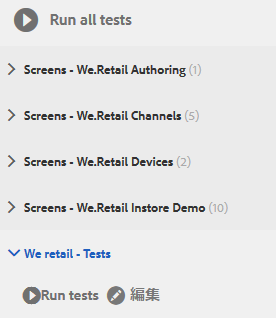 Run all tests
Screens - We.Retail Authoring (1)
Screens - We.Retail Channels (5)
Screens - We.Retail Devices (2)
Screens - We.Retail Instore Demo (10)
We retail - Tests
Run tests 編集